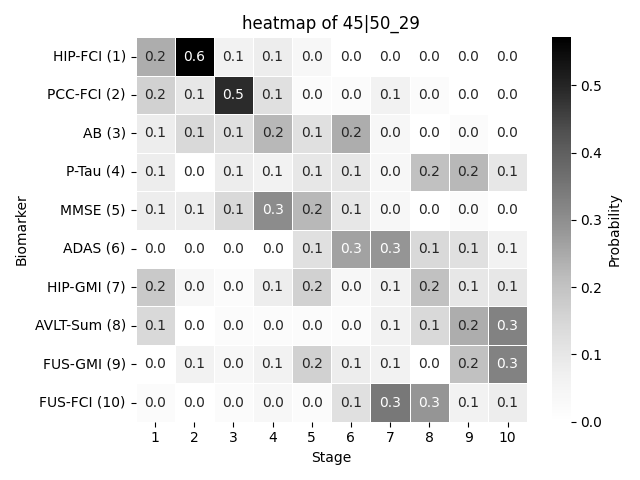 heatmap of 45|50_29
HIP-FCI (1) 0.2 0.6 0.1 0.1 0.0 0.0 0.0 0.0 0.0 0.0
PCC-FCI (2) 0.2 0.1 0.5 0.1 0.0 0.0 0.1 0.0 0.0 0.0
AB (3) 0.1 0.1 0.1 0.2 0.1 0.2 0.0 0.0 0.0 0.0
P-Tau (4) 0.1 0.0 0.1 0.1 0.1 0.1 0.0 0.2 0.2 0.1
MMSE (5) 0.1 0.1 0.1 0.3 0.2 0.1 0.0 0.0 0.0 0.0
ADAS (6) 0.0 0.0 0.0 0.0 0.1 0.3 0.3 0.1 0.1 0.1
HIP-GMI (7) 0.2 0.0 0.0 0.1 0.2 0.0 0.1 0.2 0.1 0.1
AVLT-Sum (8) 0.1 0.0 0.0 0.0 0.0 0.0 0.1 0.1 0.2 0.3
FUS-GMI (9) 0.0 0.1 0.0 0.1 0.2 0.1 0.1 0.0 0.2 0.3
FUS-FCI (10) 0.0 0.0 0.0 0.0 0.0 0.1 0.3 0.3 0.1 0.1
1 2 3 4 5 6 7 8 9 10
Stage
Biomarker
0.5
0.4
0.3
0.2
0.1
0.0
Probability